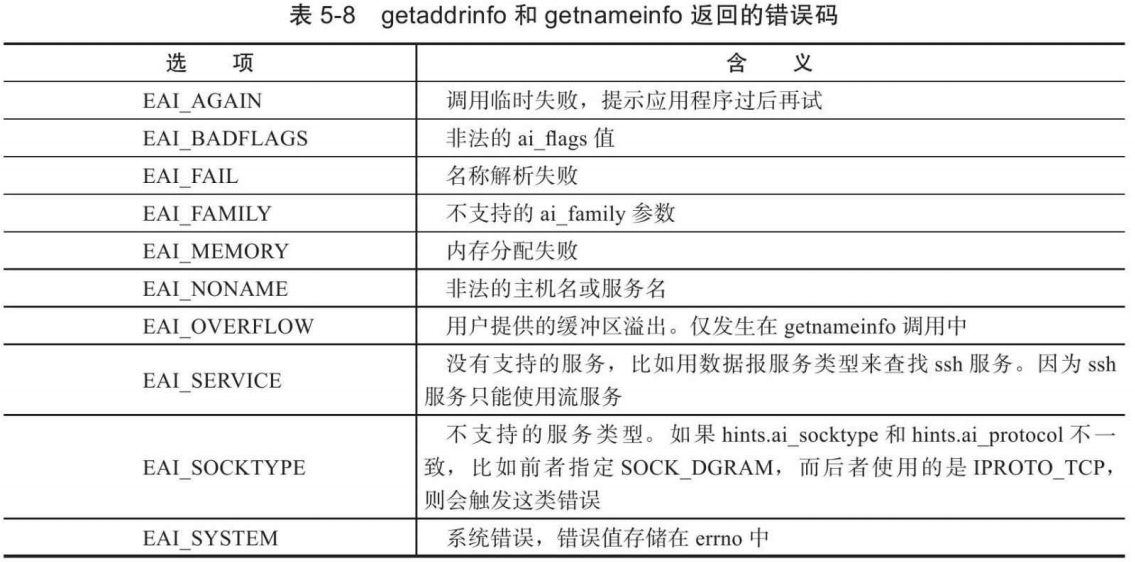 表 5-8 getaddrinfo 和 getnameinfo 返回的错误码
选 项 含 义
EAI_AGAIN 调用临时失败，提示应用程序过后再试
EAI_BADFLAGS 非法的 ai_flags 值
EAI_FAIL 名称解析失败
EAI_FAMILY 不支持的 ai_family 参数
EAI_MEMORY 内存分配失败
EAI_NONAME 非法的主机名或服务名
EAI_OVERFLOW 用户提供的缓冲区溢出。仅发生在 getnameinfo 调用中
EAI_SERVICE 没有支持的服务，比如用数据报服务类型来查找 ssh 服务。因为 ssh
服务只能使用流服务
EAI_SOCKTYPE 不支持的服务类型。如果 hints.ai_socktype 和 hints.ai_protocol 不一
致，比如前者指定 SOCK_DGRAM，而后者使用的是 IPROTO_TCP，
则会触发这类错误
EAI_SYSTEM 系统错误，错误值存储在 errno 中